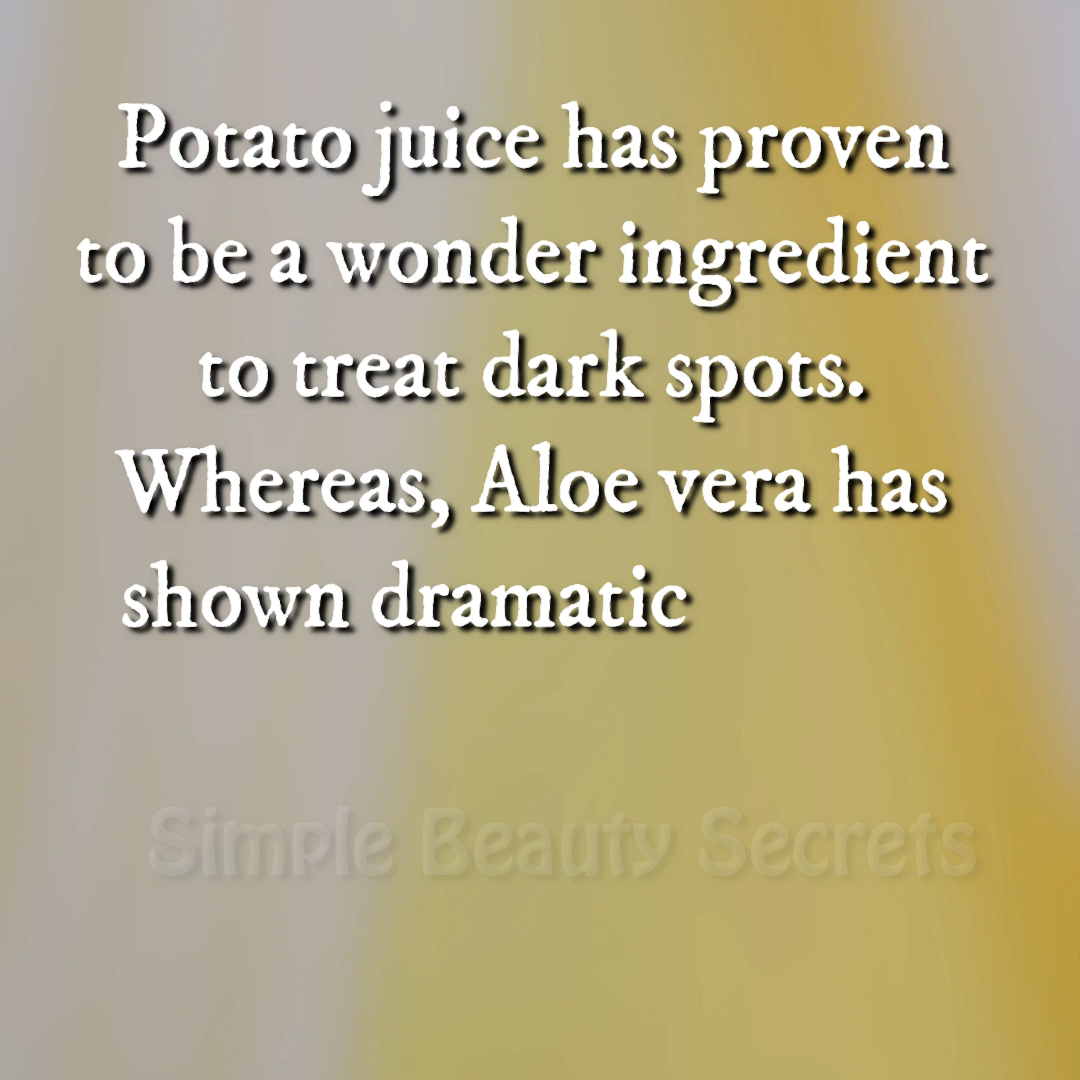 Potato juice has proven
to be a wonder ingredient
to treat dark spots.
Whereas, Aloe vera has
shown dramatic
Simple Beauty Secrets